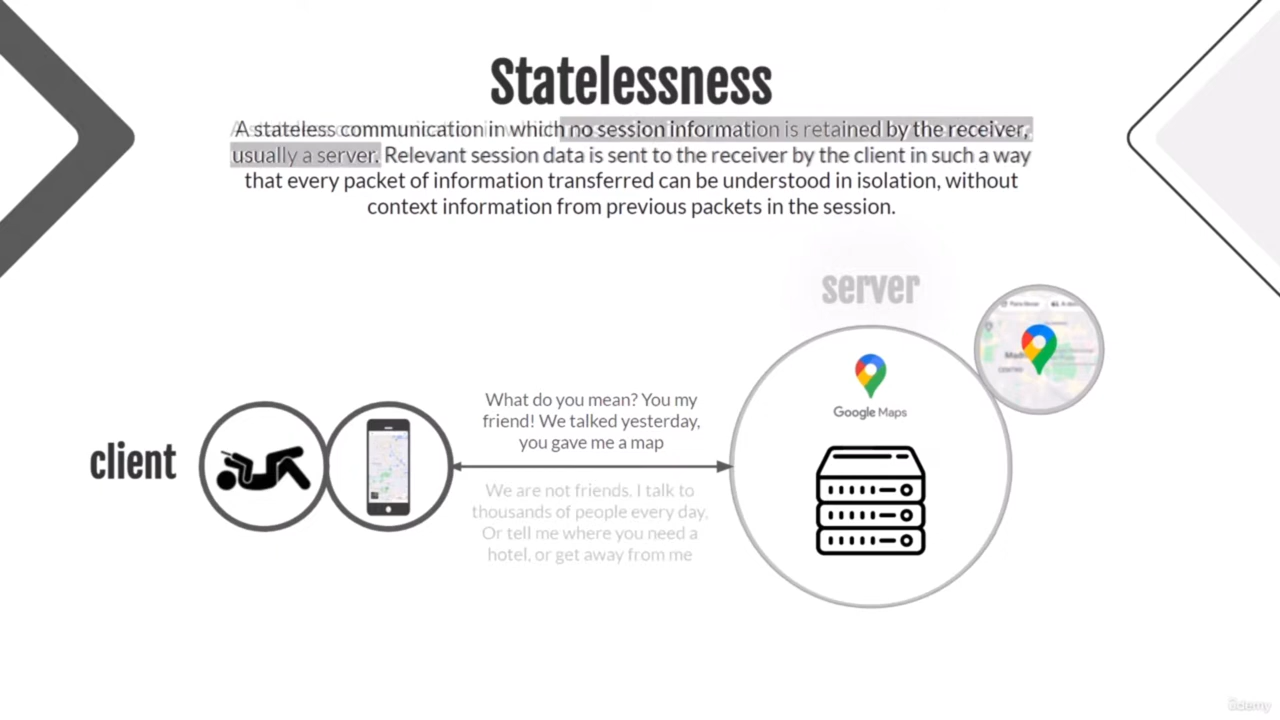 Statelessness
A stateless communication in which no session information is retained by the receiver,
usually a server. Relevant session data is sent to the receiver by the client in such a way
that every packet of information transferred can be understood in isolation, without
context information from previous packets in the session.
server
Google Maps
What do you mean? You my
friend! We talked yesterday,
you gave me a map
client
We are not friends. I talk to
thousands of people every day.
Or tell me where you need a
hotel, or get away from me
udemy